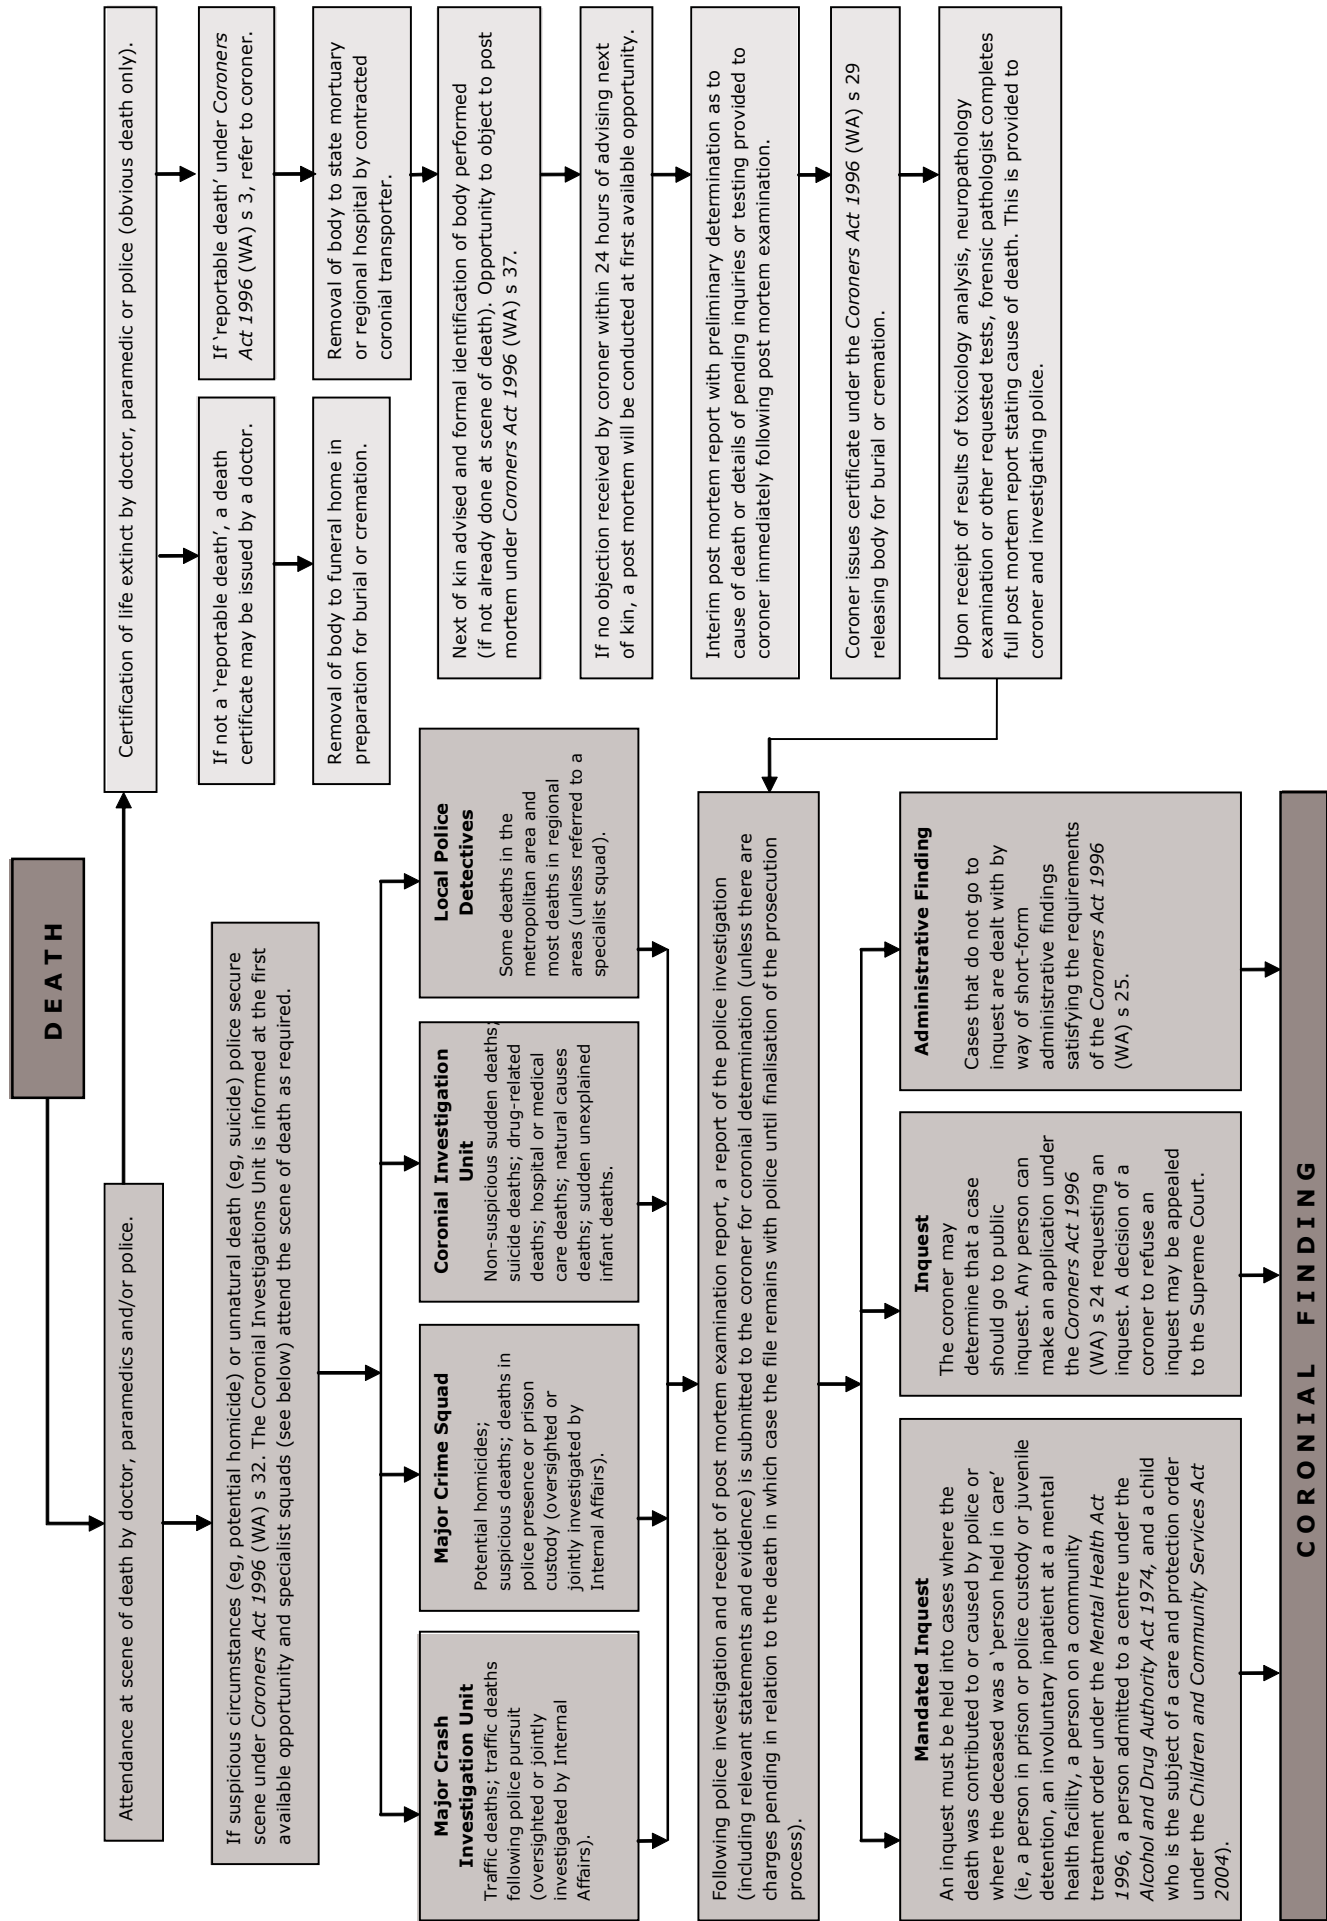 DEATH
Attendance at scene of death by doctor, paramedics and/or police.
Certification of life extinct by doctor, paramedic or police (obvious death only).
If not a ‘reportable death’, a death
certificate may be issued by a doctor.
If ‘reportable death’ under Coroners
Act 1996 (WA) s 3, refer to coroner.
Removal of body to funeral home in
preparation for burial or cremation.
Removal of body to state mortuary
or regional hospital by contracted
coronial transporter.
Next of kin advised and formal identification of body performed
(if not already done at scene of death). Opportunity to object to post
mortem under Coroners Act 1996 (WA) s 37.
If no objection received by coroner within 24 hours of advising next
of kin, a post mortem will be conducted at first available opportunity.
Interim post mortem report with preliminary determination as to
cause of death or details of pending inquiries or testing provided to
coroner immediately following post mortem examination.
Coroner issues certificate under the Coroners Act 1996 (WA) s 29
releasing body for burial or cremation.
Upon receipt of results of toxicology analysis, neuropathology
examination or other requested tests, forensic pathologist completes
full post mortem report stating cause of death. This is provided to
coroner and investigating police.
If suspicious circumstances (eg, potential homicide) or unnatural death (eg, suicide) police secure
scene under Coroners Act 1996 (WA) s 32. The Coronial Investigations Unit is informed at the first
available opportunity and specialist squads (see below) attend the scene of death as required.
Major Crash
Investigation Unit
Traffic deaths; traffic deaths
following police pursuit
(oversighted or jointly
investigated by Internal
Affairs).
Major Crime Squad
Potential homicides;
suspicious deaths; deaths in
police presence or prison
custody (oversighted or
jointly investigated by
Internal Affairs).
Coronial Investigation
Unit
Non-suspicious sudden deaths;
suicide deaths; drug-related
deaths; hospital or medical
care deaths; natural causes
deaths; sudden unexplained
infant deaths.
Local Police
Detectives
Some deaths in the
metropolitan area and
most deaths in regional
areas (unless referred to a
specialist squad).
Following police investigation and receipt of post mortem examination report, a report of the police investigation
(including relevant statements and evidence) is submitted to the coroner for coronial determination (unless there are
charges pending in relation to the death in which case the file remains with police until finalisation of the prosecution
process).
Mandated Inquest
An inquest must be held into cases where the
death was contributed to or caused by police or
where the deceased was a ‘person held in care’
(ie, a person in prison or police custody or juvenile
detention, an involuntary inpatient at a mental
health facility, a person on a community
treatment order under the Mental Health Act
1996, a person admitted to a centre under the
Alcohol and Drug Authority Act 1974, and a child
who is the subject of a care and protection order
under the Children and Community Services Act
2004).
Inquest
The coroner may
determine that a case
should go to public
inquest. Any person can
make an application under
the Coroners Act 1996
(WA) s 24 requesting an
inquest. A decision of a
coroner to refuse an
inquest may be appealed
to the Supreme Court.
Administrative Finding
Cases that do not go to
inquest are dealt with by
way of short-form
administrative findings
satisfying the requirements
of the Coroners Act 1996
(WA) s 25.
CORONIAL FINDING